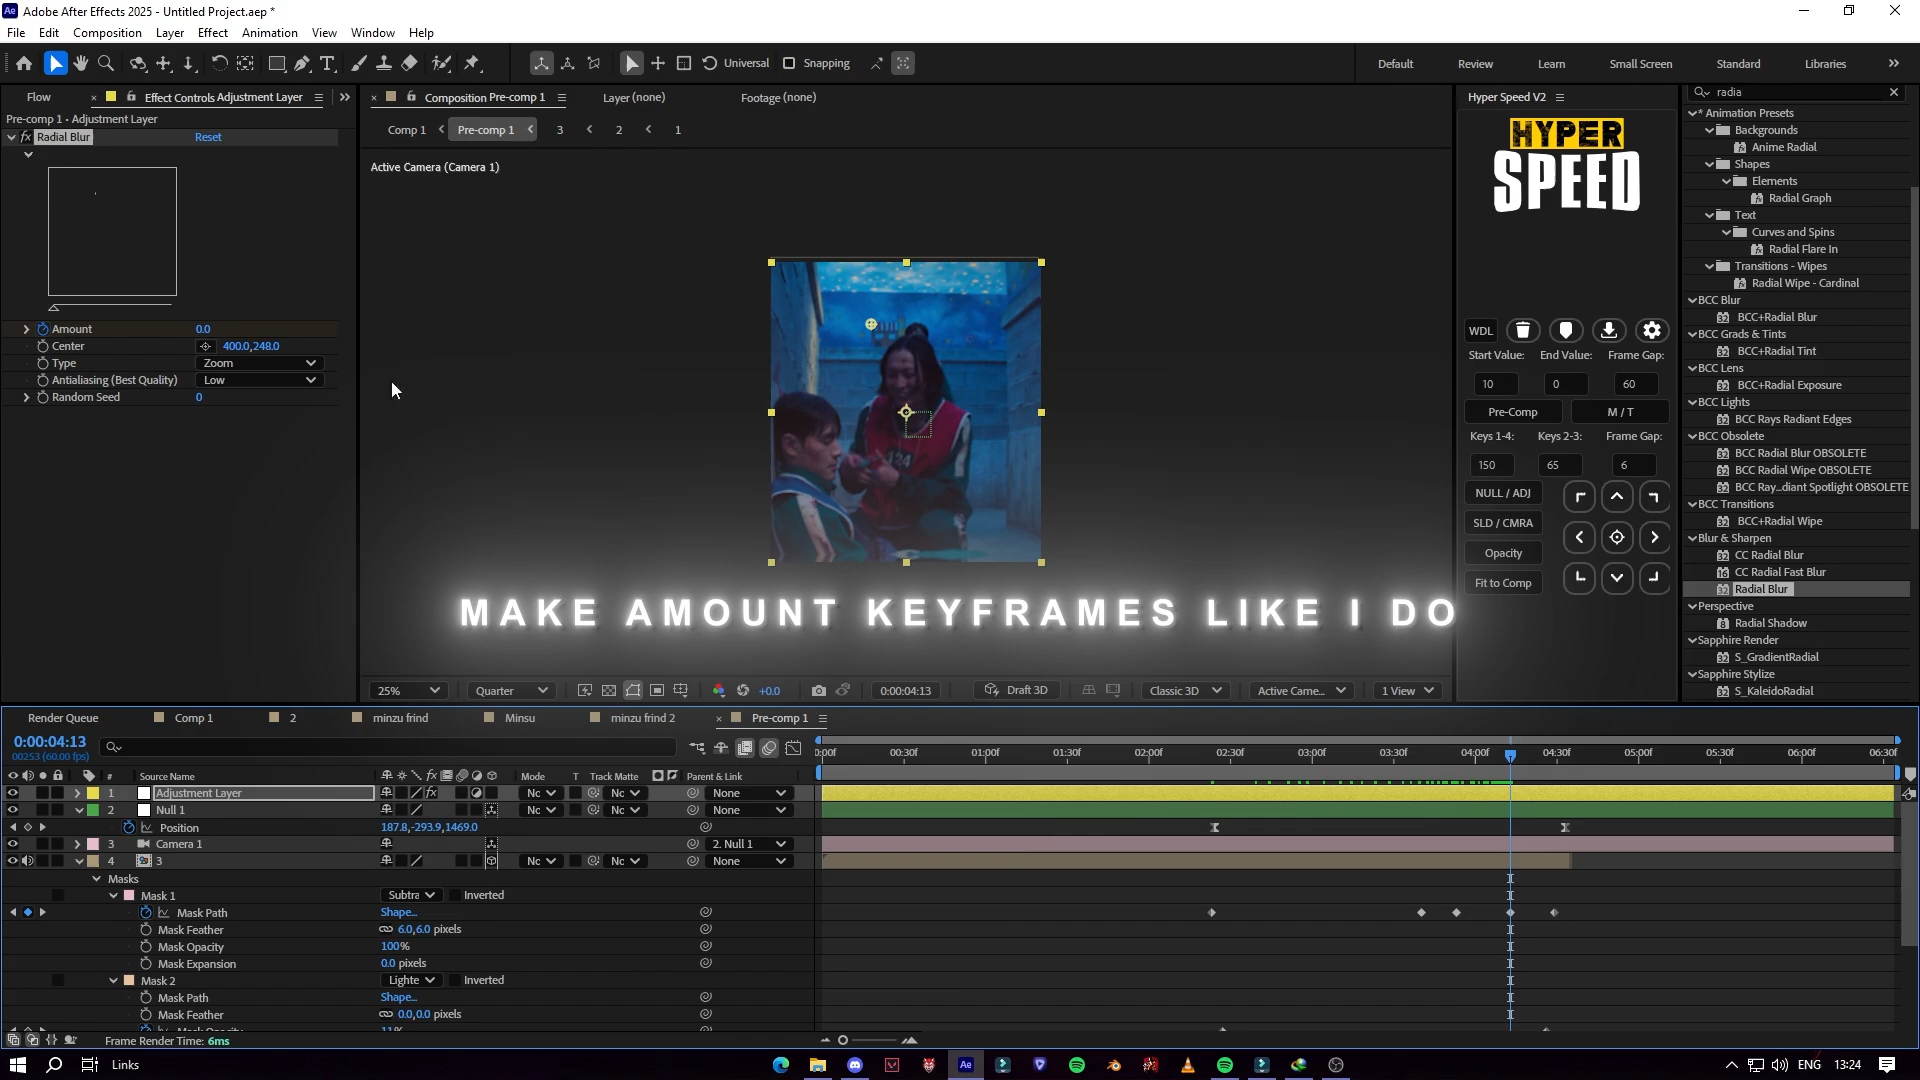 Ae Adobe After Effects 2025 - Untitled Project.aep *
File Edit Composition Layer Effect Animation View Window Help
Universal Snapping Default Review Learn Small Screen Standard Libraries
Flow Effect Controls Adjustment Layer
Pre-comp 1 • Adjustment Layer
fx Radial Blur Reset
Amount 0.0
Center 400.0,248.0
Type Zoom
Antialiasing (Best Quality) Low
Random Seed 0
Composition Pre-comp 1 Layer (none) Footage (none)
Comp 1 Pre-comp 1 3 2 1
Active Camera (Camera 1)
MAKE AMOUNT KEYFRAMES LIKE I DO
25% Quarter +0.0 0:00:04:13 Draft 3D Classic 3D Active Came... 1 View
Hyper Speed V2
HYPER
SPEED
WDL
Start Value: End Value: Frame Gap:
10 0 60
Pre-Comp M / T
Keys 1-4: Keys 2-3: Frame Gap:
150 65 6
NULL / ADJ
SLD / CMRA
Opacity
Fit to Comp
radia
* Animation Presets
Backgrounds
Anime Radial
Shapes
Elements
Radial Graph
Text
Curves and Spins
Radial Flare In
Transitions - Wipes
Radial Wipe - Cardinal
BCC Blur
BCC+Radial Blur
BCC Grads & Tints
BCC+Radial Tint
BCC Lens
BCC+Radial Exposure
BCC Lights
BCC Rays Radiant Edges
BCC Obsolete
BCC Radial Blur OBSOLETE
BCC Radial Wipe OBSOLETE
BCC Ray...diant Spotlight OBSOLETE
BCC Transitions
BCC+Radial Wipe
Blur & Sharpen
CC Radial Blur
CC Radial Fast Blur
Radial Blur
Perspective
Radial Shadow
Sapphire Render
S_GradientRadial
Sapphire Stylize
S_KaleidoRadial
Render Queue Comp 1 2 minzu frind Minsu minzu frind 2 Pre-comp 1
0:00:04:13
00253 (60.00 fps)
0:00f 00:30f 01:00f 01:30f 02:00f 02:30f 03:00f 03:30f 04:00f 04:30f 05:00f 05:30f 06:00f 06:30f
# Source Name Mode T Track Matte Parent & Link
1 Adjustment Layer Nc Nc None
2 Null 1 Nc Nc None
Position 187.8,-293.9,1469.0
3 Camera 1 2. Null 1
4 3 Nc Nc None
Masks
Mask 1 Subtra Inverted
Mask Path Shape...
Mask Feather 6.0,6.0 pixels
Mask Opacity 100%
Mask Expansion 0.0 pixels
Mask 2 Lighte Inverted
Mask Path Shape...
Mask Feather 0.0,0.0 pixels
Mask Opacity 11%
Frame Render Time: 6ms
Links ENG 13:24